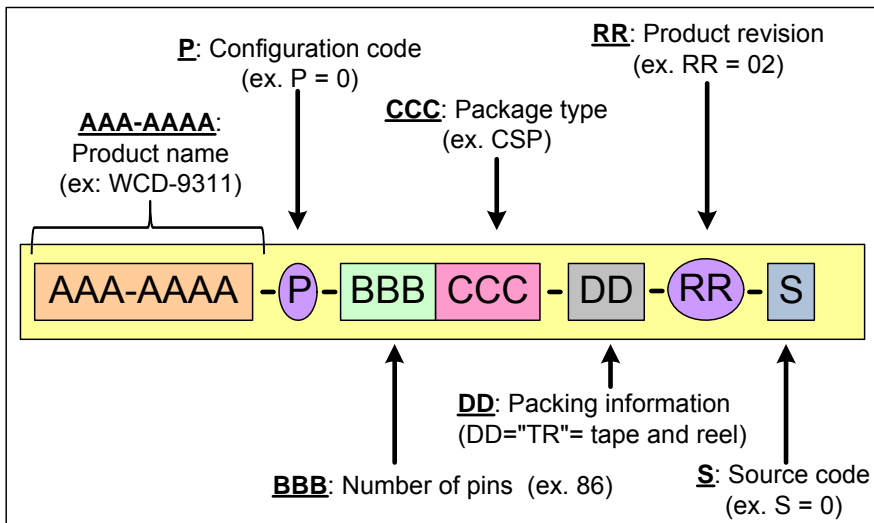 P: Configuration code
(ex. P = 0)
RR: Product revision
(ex. RR = 02)
CCC: Package type
(ex. CSP)
AAA-AAAA:
Product name
(ex: WCD-9311)
AAA-AAAA - P - BBB CCC - DD - RR - S
DD: Packing information
(DD="TR"= tape and reel)
BBB: Number of pins (ex. 86)
S: Source code
(ex. S = 0)